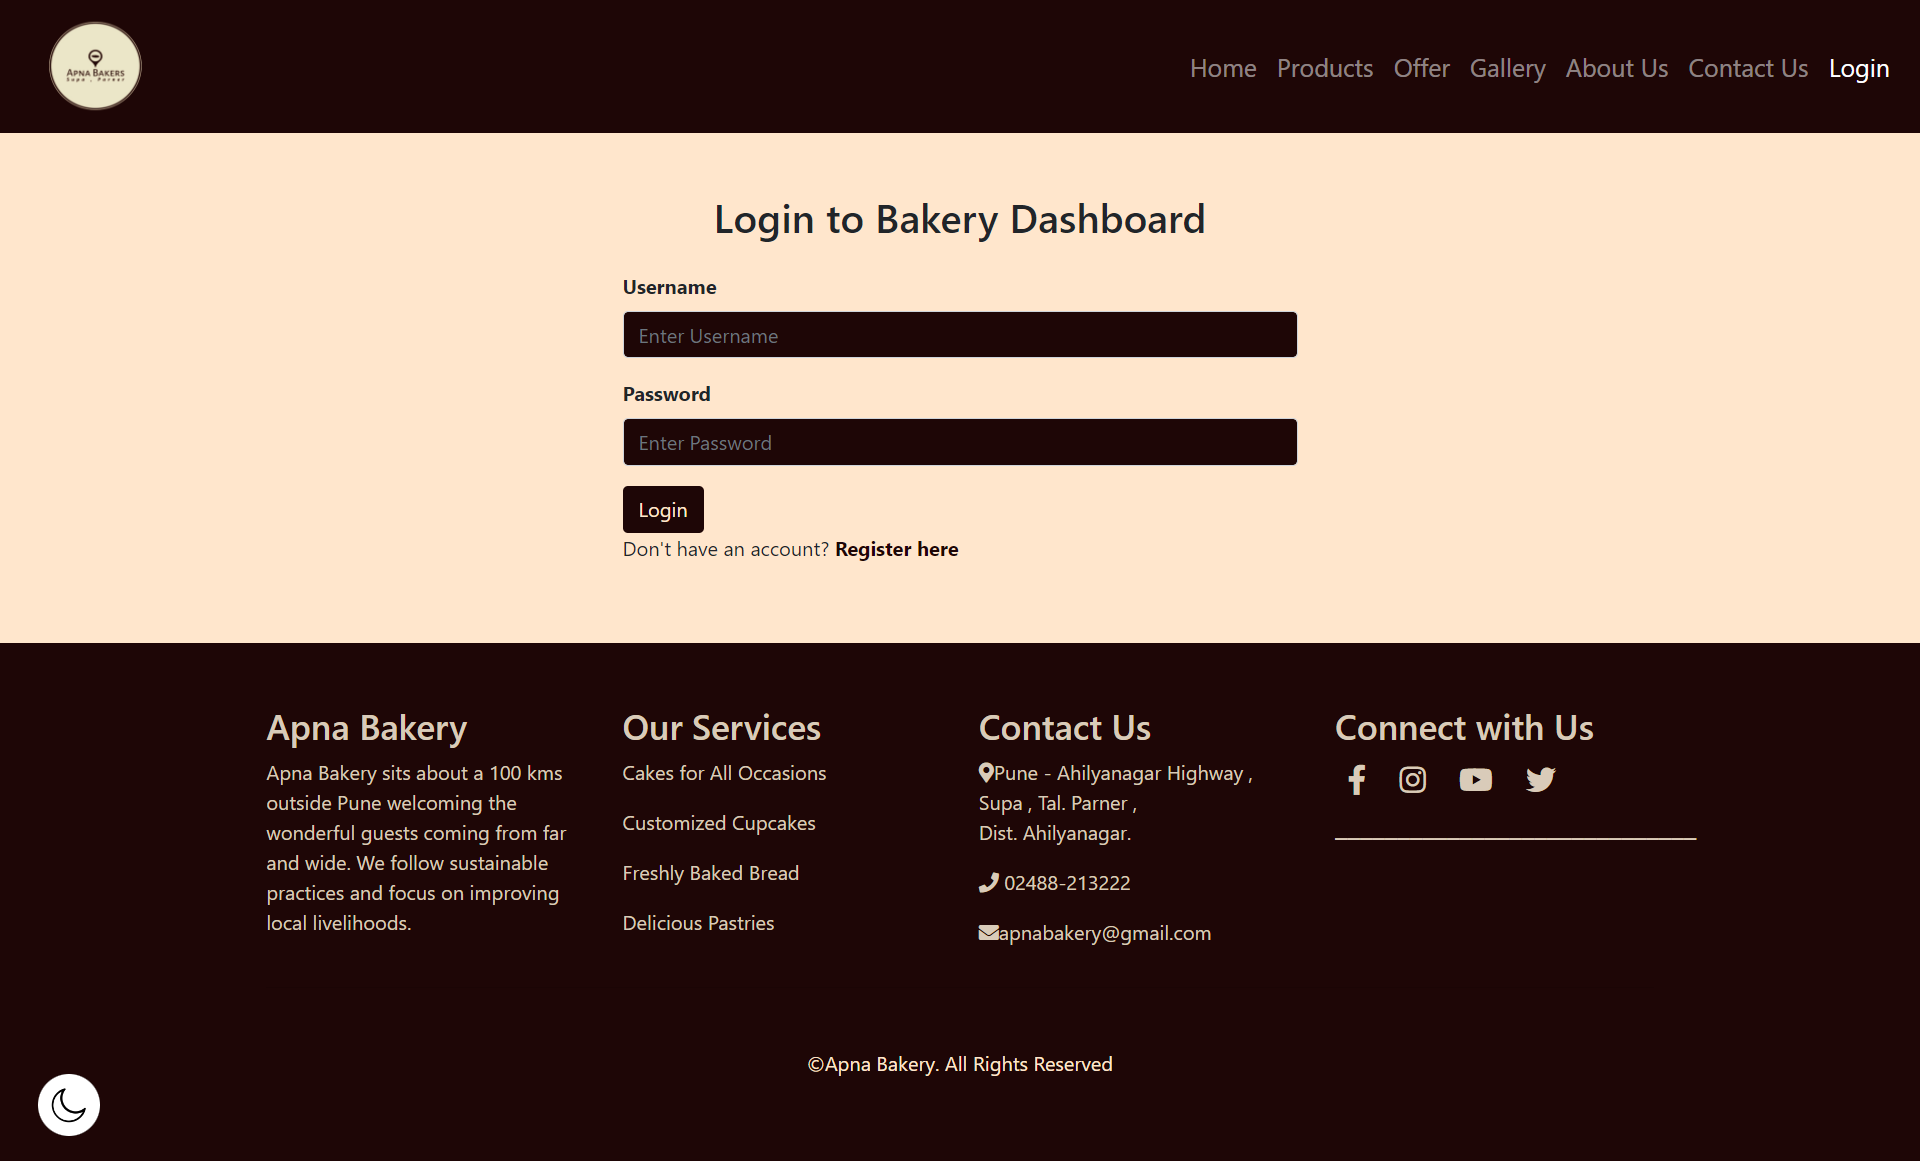 APNA BAKERS
Supa , Parner
Home Products Offer Gallery About Us Contact Us Login
Login to Bakery Dashboard
Username
Enter Username
Password
Enter Password
Login
Don't have an account? Register here
Apna Bakery
Apna Bakery sits about a 100 kms
outside Pune welcoming the
wonderful guests coming from far
and wide. We follow sustainable
practices and focus on improving
local livelihoods.
Our Services
Cakes for All Occasions
Customized Cupcakes
Freshly Baked Bread
Delicious Pastries
Contact Us
Pune - Ahilyanagar Highway ,
Supa , Tal. Parner ,
Dist. Ahilyanagar.
02488-213222
apnabakery@gmail.com
Connect with Us
©Apna Bakery. All Rights Reserved